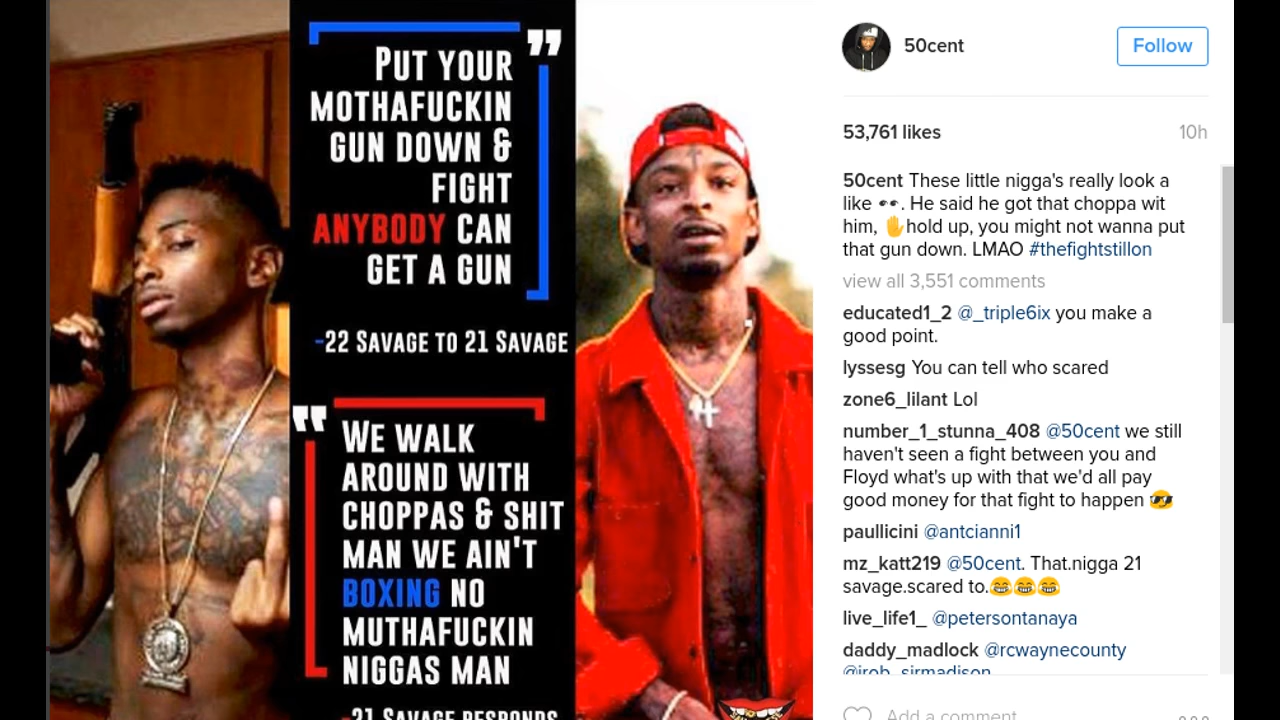 PUT YOUR
MOTHAFUCKIN
GUN DOWN &
FIGHT
ANYBODY CAN
GET A GUN
-22 SAVAGE TO 21 SAVAGE
WE WALK
AROUND WITH
CHOPPAS & SHIT
MAN WE AIN'T
BOXING NO
MUTHAFUCKIN
NIGGAS MAN
-21 SAVAGE RESPONDS
50cent
Follow
53,761 likes
10h
50cent These little nigga's really look a
like 👀. He said he got that choppa wit
him, ✋hold up, you might not wanna put
that gun down. LMAO #thefightstillon
view all 3,551 comments
educated1_2 @_triple6ix you make a
good point.
lyssesg You can tell who scared
zone6_lilant Lol
number_1_stunna_408 @50cent we still
haven't seen a fight between you and
Floyd what's up with that we'd all pay
good money for that fight to happen 😎
paullicini @antcianni1
mz_katt219 @50cent. That.nigga 21
savage.scared to.😂😂😂
live_life1_ @petersontanaya
daddy_madlock @rcwaynecounty
@jrob_sirmadison
Add a comment